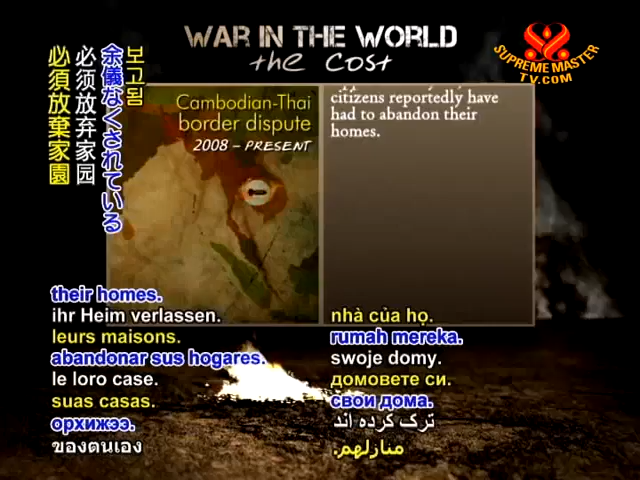 WAR IN THE WORLD
the cost
SUPREME MASTER
TV.COM
Cambodian-Thai
border dispute
2008 – PRESENT
citizens reportedly have
had to abandon their
homes.
보고됨
余儀なくされている
必须放弃家园
必須放棄家園
their homes.
ihr Heim verlassen.
leurs maisons.
abandonar sus hogares.
le loro case.
suas casas.
орхижээ.
ของตนเอง
nhà của họ.
rumah mereka.
swoje domy.
домовете си.
свои дома.
ترک کرده اند
منازلهم.